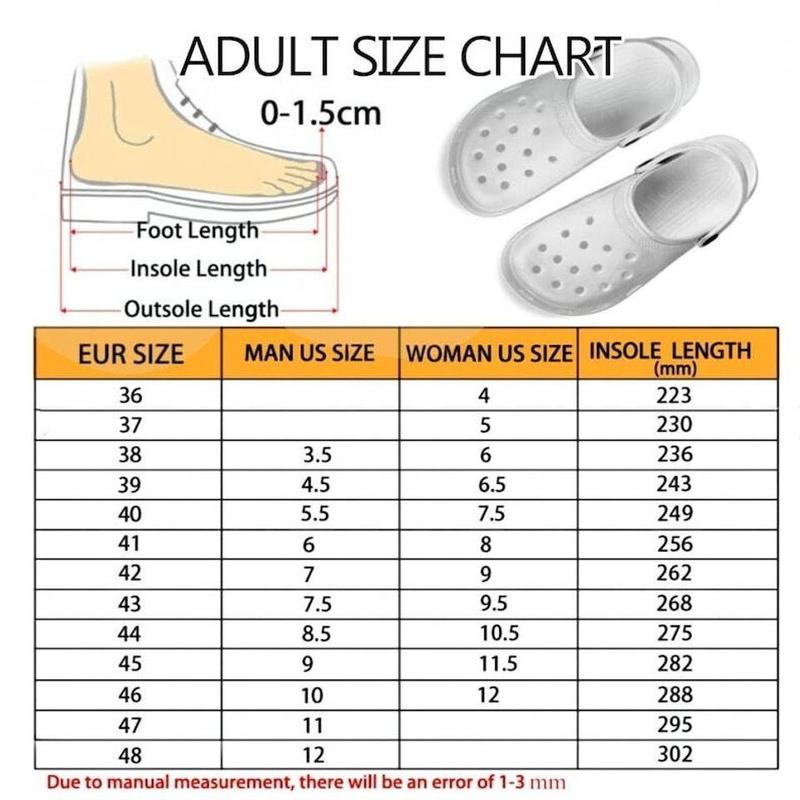 ADULT SIZE CHART
0-1.5cm
Foot Length
Insole Length
Outsole Length
EUR SIZE MAN US SIZE WOMAN US SIZE INSOLE LENGTH (mm)
36 4 223
37 5 230
38 3.5 6 236
39 4.5 6.5 243
40 5.5 7.5 249
41 6 8 256
42 7 9 262
43 7.5 9.5 268
44 8.5 10.5 275
45 9 11.5 282
46 10 12 288
47 11 295
48 12 302
Due to manual measurement, there will be an error of 1-3 mm